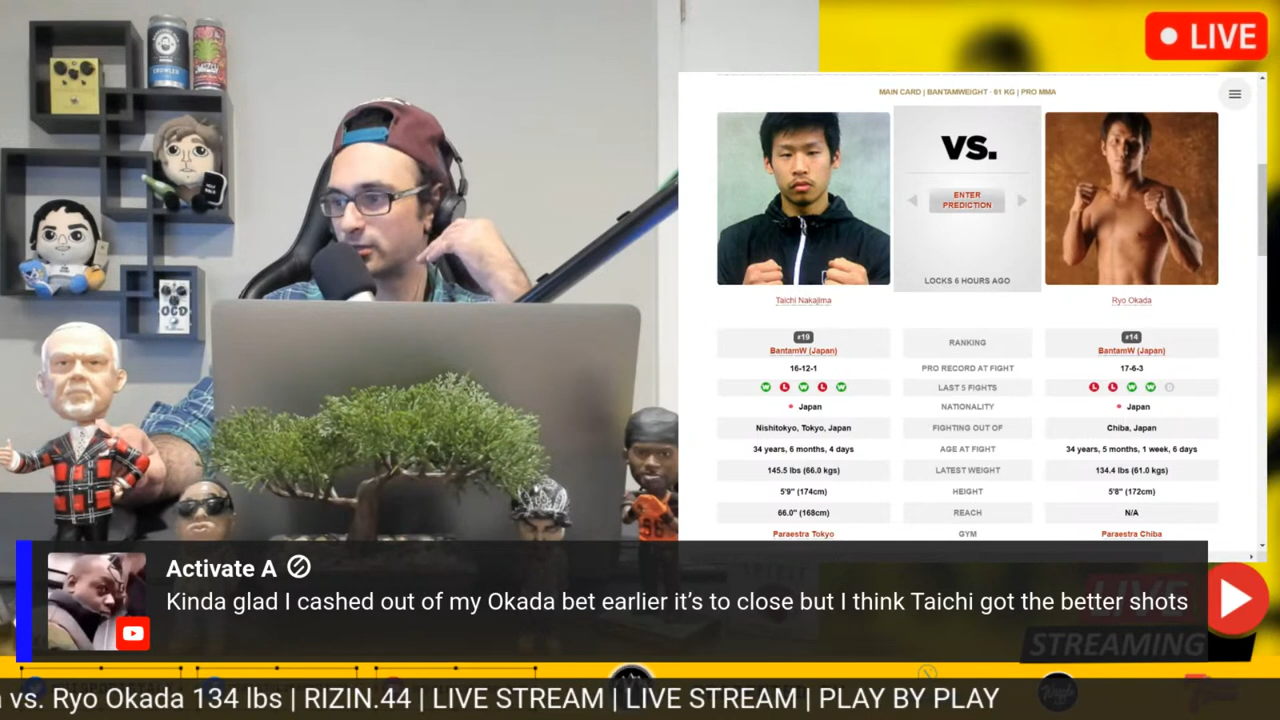 LIVE
MAIN CARD | BANTAMWEIGHT · 61 KG | PRO MMA
VS.
ENTER
PREDICTION
LOCKS 6 HOURS AGO
Taichi Nakajima
Ryo Okada
#19
RANKING
#14
BantamW (Japan)
BantamW (Japan)
16-12-1
PRO RECORD AT FIGHT
17-6-3
W L W L W
LAST 5 FIGHTS
L L W W
Japan
NATIONALITY
Japan
Nishitokyo, Tokyo, Japan
FIGHTING OUT OF
Chiba, Japan
34 years, 6 months, 4 days
AGE AT FIGHT
34 years, 5 months, 1 week, 6 days
145.5 lbs (66.0 kgs)
LATEST WEIGHT
134.4 lbs (61.0 kgs)
5'9" (174cm)
HEIGHT
5'8" (172cm)
66.0" (168cm)
REACH
N/A
Paraestra Tokyo
GYM
Paraestra Chiba
CROWLER
OCD
Activate A
Kinda glad I cashed out of my Okada bet earlier it’s to close but I think Taichi got the better shots
LIVE
STREAMING
vs. Ryo Okada 134 lbs | RIZIN.44 | LIVE STREAM | LIVE STREAM | PLAY BY PLAY